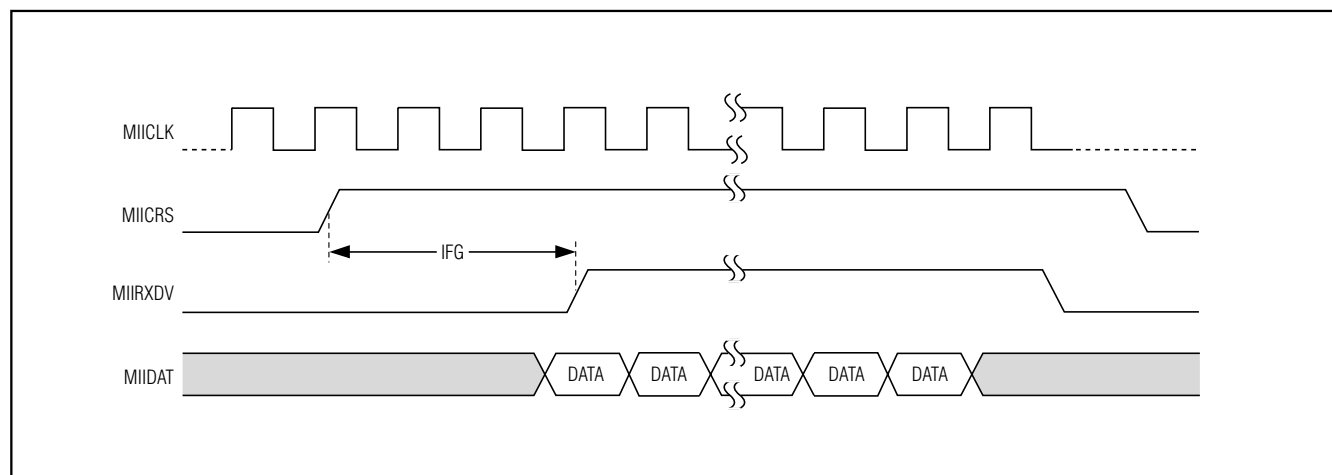 MIICLK
MIICRS
IFG
MIIRXDV
MIIDAT DATA DATA DATA DATA DATA